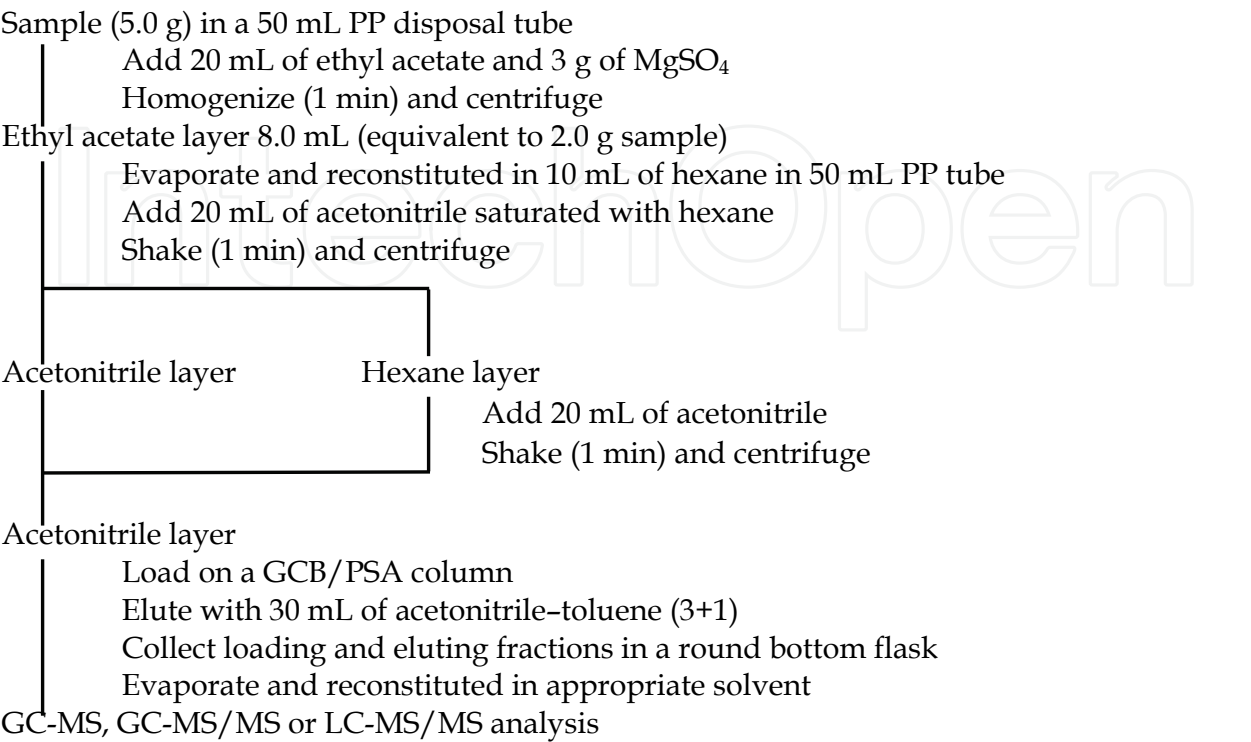 Sample (5.0 g) in a 50 mL PP disposal tube
Add 20 mL of ethyl acetate and 3 g of MgSO₄
Homogenize (1 min) and centrifuge
Ethyl acetate layer 8.0 mL (equivalent to 2.0 g sample)
Evaporate and reconstituted in 10 mL of hexane in 50 mL PP tube
Add 20 mL of acetonitrile saturated with hexane
Shake (1 min) and centrifuge
IntechOpen
Acetonitrile layer Hexane layer
Add 20 mL of acetonitrile
Shake (1 min) and centrifuge
Acetonitrile layer
Load on a GCB/PSA column
Elute with 30 mL of acetonitrile–toluene (3+1)
Collect loading and eluting fractions in a round bottom flask
Evaporate and reconstituted in appropriate solvent
GC-MS, GC-MS/MS or LC-MS/MS analysis